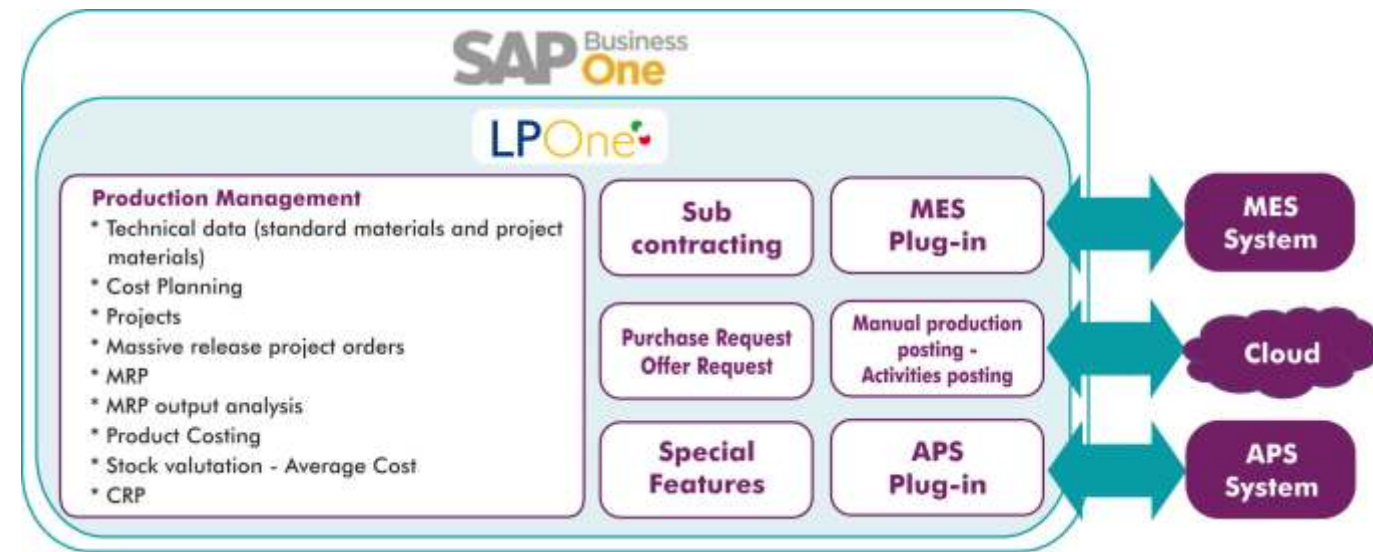 SAP Business One
LPOne
Production Management
* Technical data (standard materials and project
materials)
* Cost Planning
* Projects
* Massive release project orders
* MRP
* MRP output analysis
* Product Costing
* Stock valutation - Average Cost
* CRP
Sub
contracting
MES
Plug-in
MES
System
Purchase Request
Offer Request
Manual production
posting -
Activities posting
Cloud
Special
Features
APS
Plug-in
APS
System